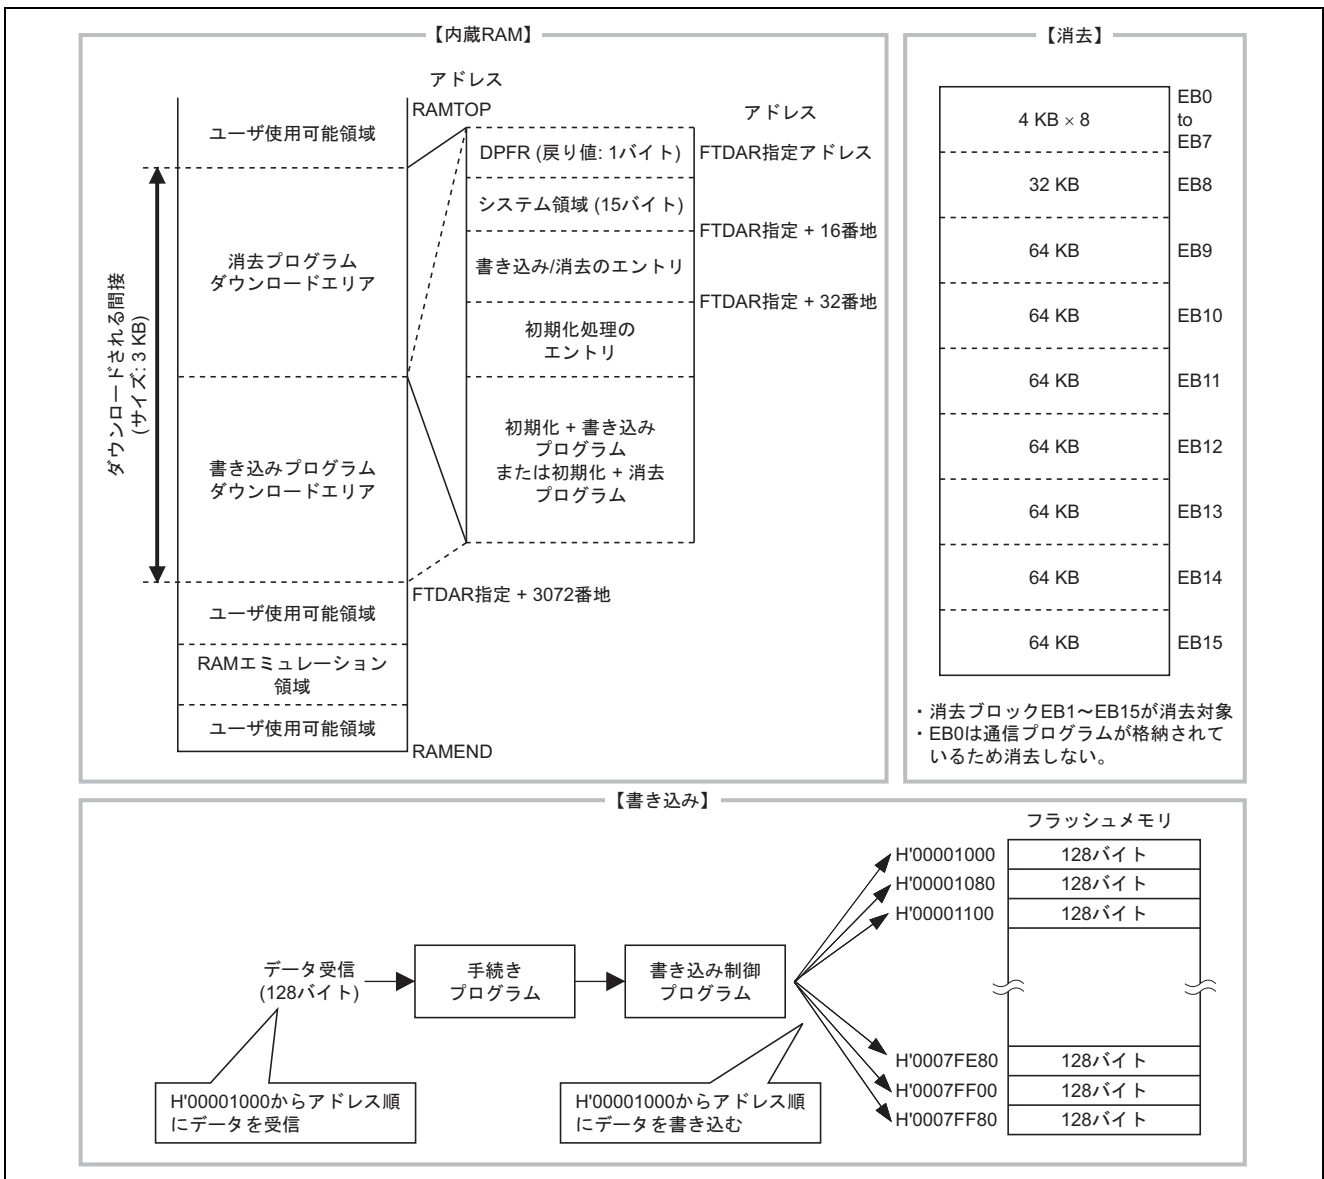 【内蔵RAM】
アドレス
RAMTOP
ユーザ使用可能領域
消去プログラム
ダウンロードエリア
ダウンロードされる間接
(サイズ: 3 KB)
書き込みプログラム
ダウンロードエリア
FTDAR指定 + 3072番地
ユーザ使用可能領域
RAMエミュレーション
領域
ユーザ使用可能領域
RAMEND
アドレス
DPFR (戻り値: 1バイト)
FTDAR指定アドレス
システム領域 (15バイト)
FTDAR指定 + 16番地
書き込み/消去のエントリ
FTDAR指定 + 32番地
初期化処理の
エントリ
初期化 + 書き込み
プログラム
または初期化 + 消去
プログラム
【消去】
4 KB × 8
EB0
to
EB7
32 KB
EB8
64 KB
EB9
64 KB
EB10
64 KB
EB11
64 KB
EB12
64 KB
EB13
64 KB
EB14
64 KB
EB15
・消去ブロックEB1～EB15が消去対象
・EB0は通信プログラムが格納されて
いるため消去しない。
【書き込み】
データ受信
(128バイト)
手続き
プログラム
書き込み制御
プログラム
H'00001000からアドレス順
にデータを受信
H'00001000からアドレス順
にデータを書き込む
フラッシュメモリ
H'00001000
128バイト
H'00001080
128バイト
H'00001100
128バイト
H'0007FE80
128バイト
H'0007FF00
128バイト
H'0007FF80
128バイト